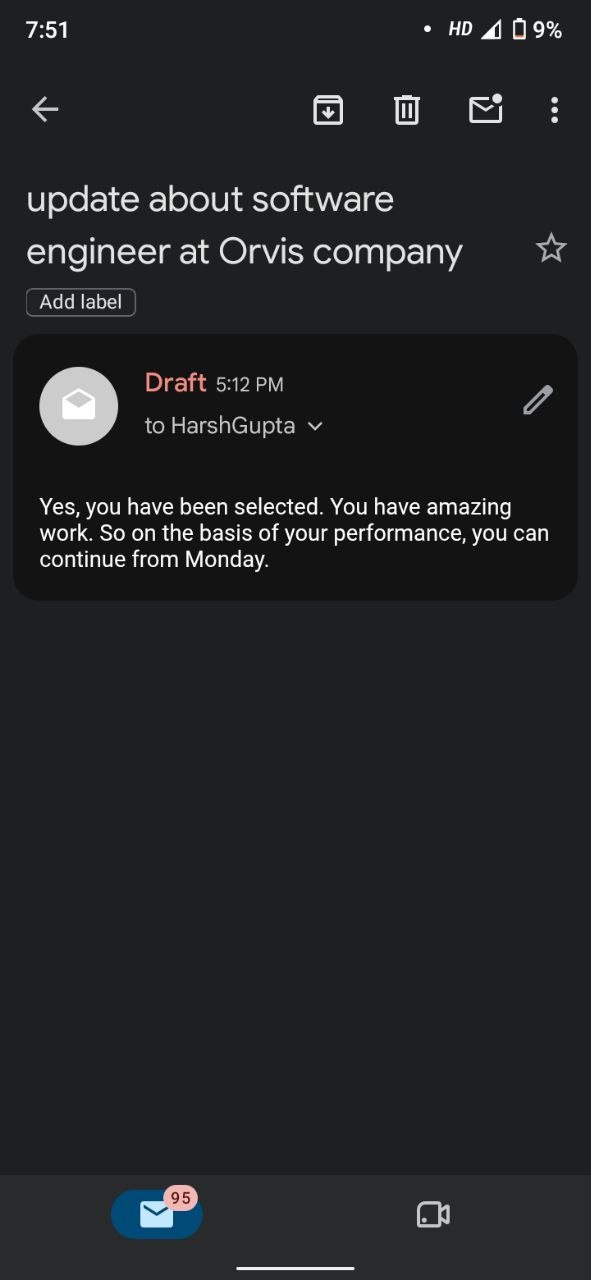 7:51 HD 9%
update about software
engineer at Orvis company
Add label
Draft 5:12 PM
to HarshGupta
Yes, you have been selected. You have amazing
work. So on the basis of your performance, you can
continue from Monday.
95